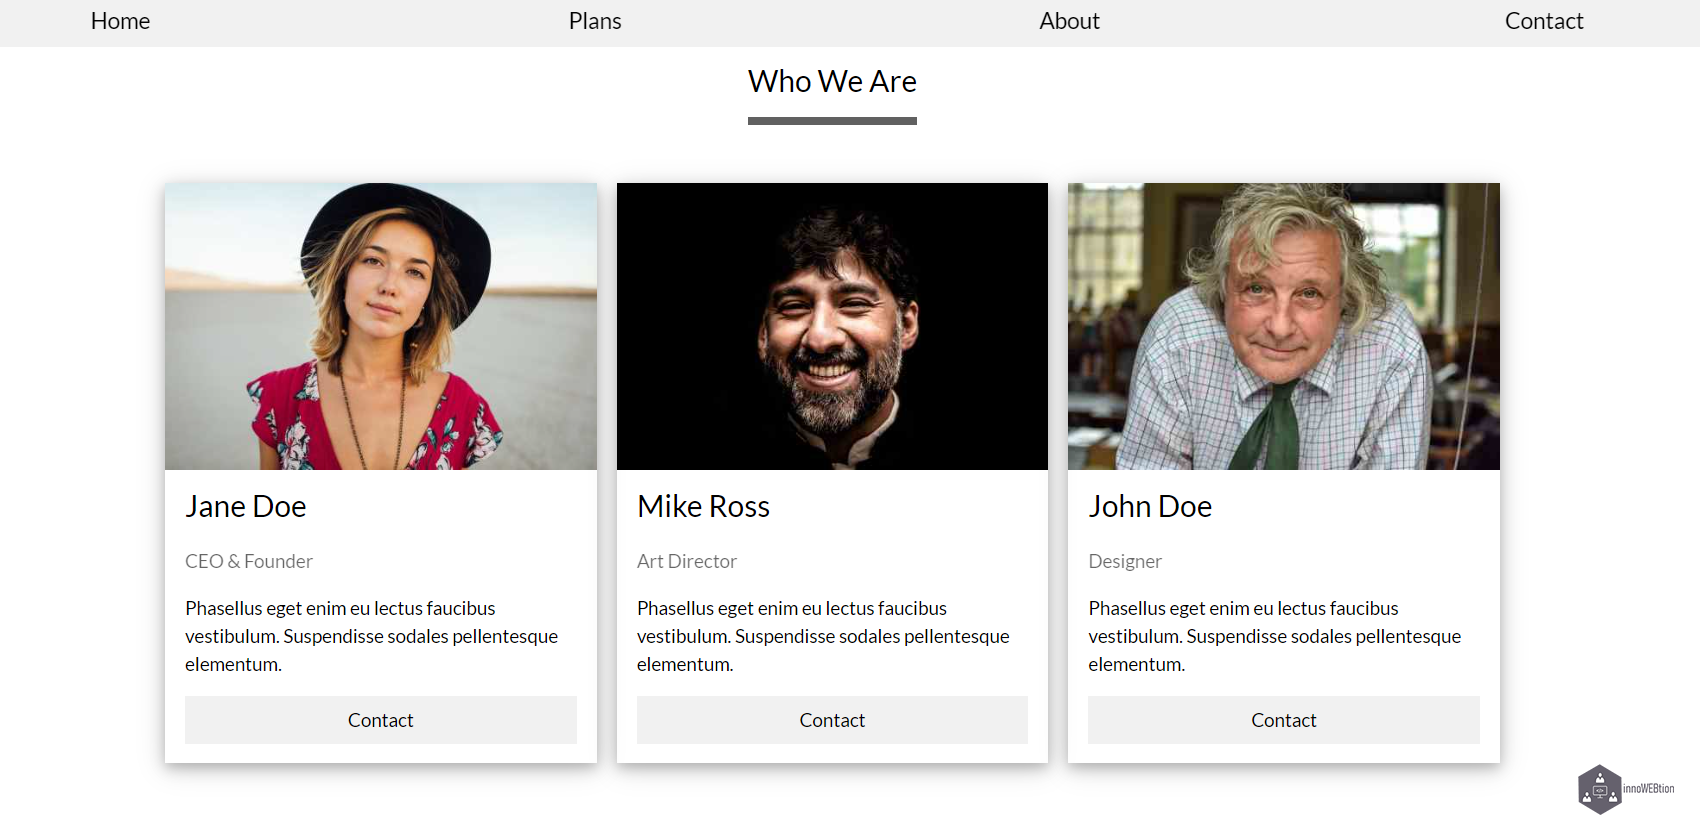 Home Plans About Contact
Who We Are
Jane Doe
CEO & Founder
Phasellus eget enim eu lectus faucibus
vestibulum. Suspendisse sodales pellentesque
elementum.
Contact
Mike Ross
Art Director
Phasellus eget enim eu lectus faucibus
vestibulum. Suspendisse sodales pellentesque
elementum.
Contact
John Doe
Designer
Phasellus eget enim eu lectus faucibus
vestibulum. Suspendisse sodales pellentesque
elementum.
Contact
innoWEBtion